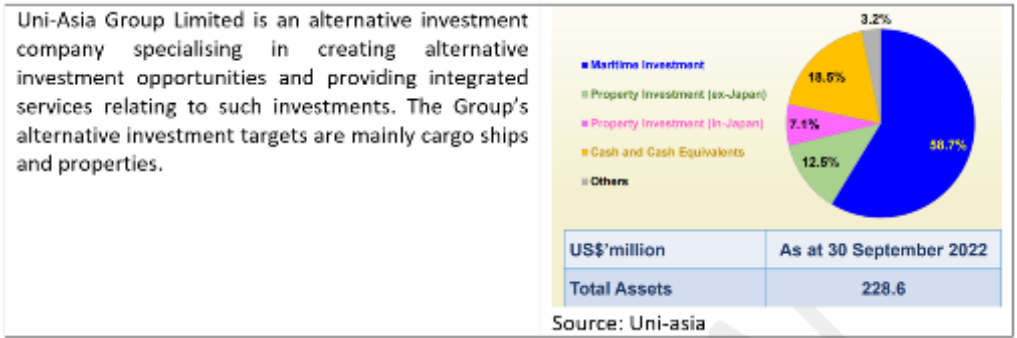 Uni-Asia Group Limited is an alternative investment
company specialising in creating alternative
investment opportunities and providing integrated
services relating to such investments. The Group's
alternative investment targets are mainly cargo ships
and properties.
3.2%
Maritime Investment
18.5%
Property Investment (ex-Japan)
Property Investment (In-Japan)
7.1%
58.7%
Cash and Cash Equivalents
12.5%
Others
US$'million As at 30 September 2022
Total Assets 228.6
Source: Uni-asia